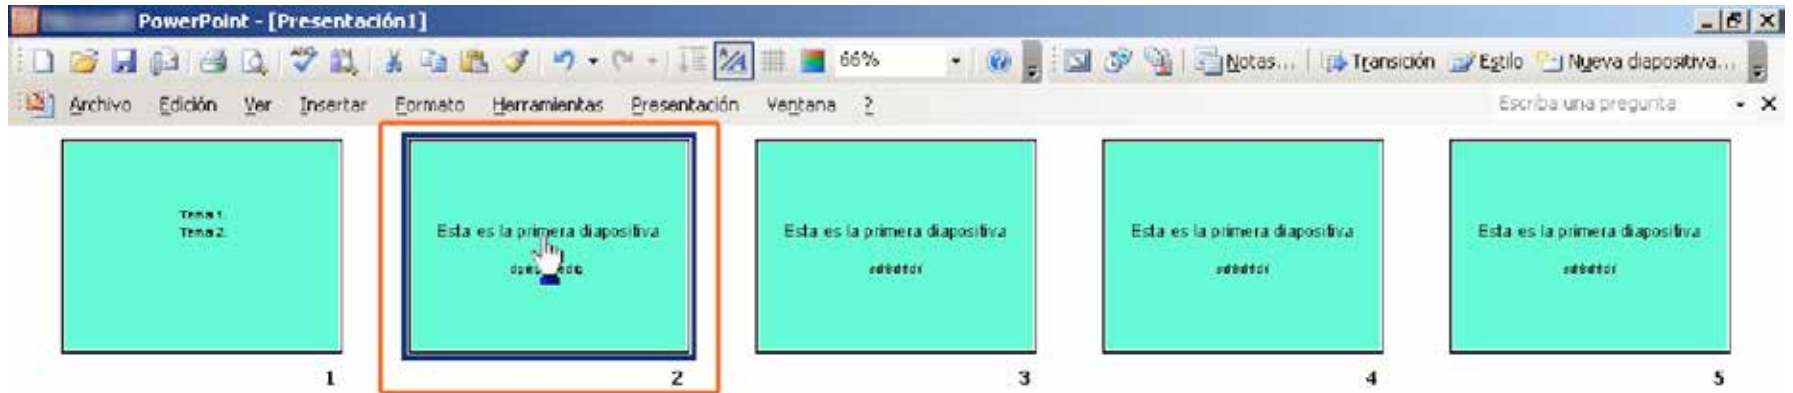 PowerPoint - [Presentación1]
66%
Notas... Transición Estilo Nueva diapositiva...
Archivo Edición Ver Insertar Formato Herramientas Presentación Ventana ?
Escriba una pregunta
Tema 1.
Tema 2.
1
Esta es la primera diapositiva
2
Esta es la primera diapositiva
3
Esta es la primera diapositiva
4
Esta es la primera diapositiva
5